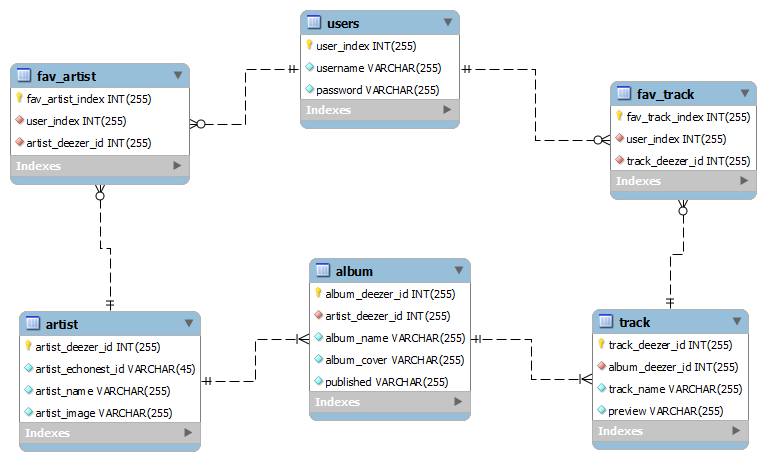 users
user_index INT(255)
username VARCHAR(255)
password VARCHAR(255)
Indexes
fav_artist
fav_artist_index INT(255)
user_index INT(255)
artist_deezer_id INT(255)
Indexes
fav_track
fav_track_index INT(255)
user_index INT(255)
track_deezer_id INT(255)
Indexes
artist
artist_deezer_id INT(255)
artist_echonest_id VARCHAR(45)
artist_name VARCHAR(255)
artist_image VARCHAR(255)
Indexes
album
album_deezer_id INT(255)
artist_deezer_id INT(255)
album_name VARCHAR(255)
album_cover VARCHAR(255)
published VARCHAR(255)
Indexes
track
track_deezer_id INT(255)
album_deezer_id INT(255)
track_name VARCHAR(255)
preview VARCHAR(255)
Indexes